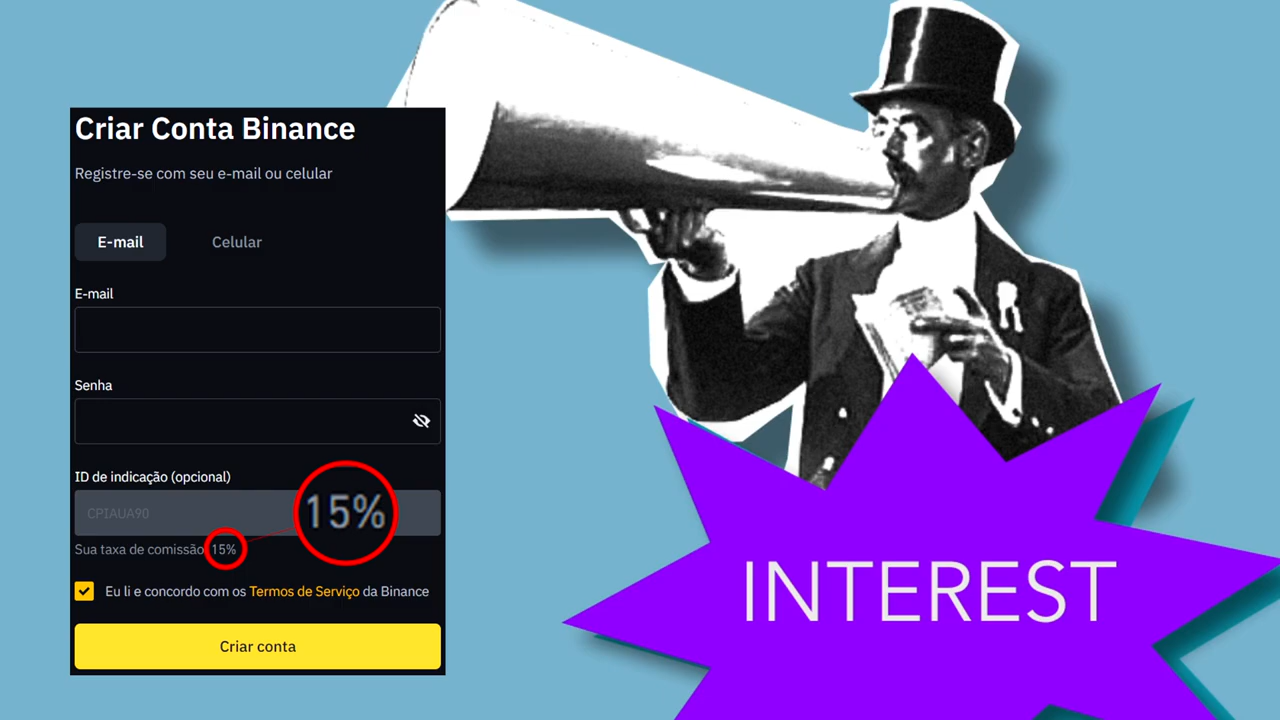 Criar Conta Binance
Registre-se com seu e-mail ou celular
E-mail Celular
E-mail
Senha
ID de indicação (opcional)
CPIAUA90
15%
Sua taxa de comissão 15%
Eu li e concordo com os Termos de Serviço da Binance
Criar conta
INTEREST